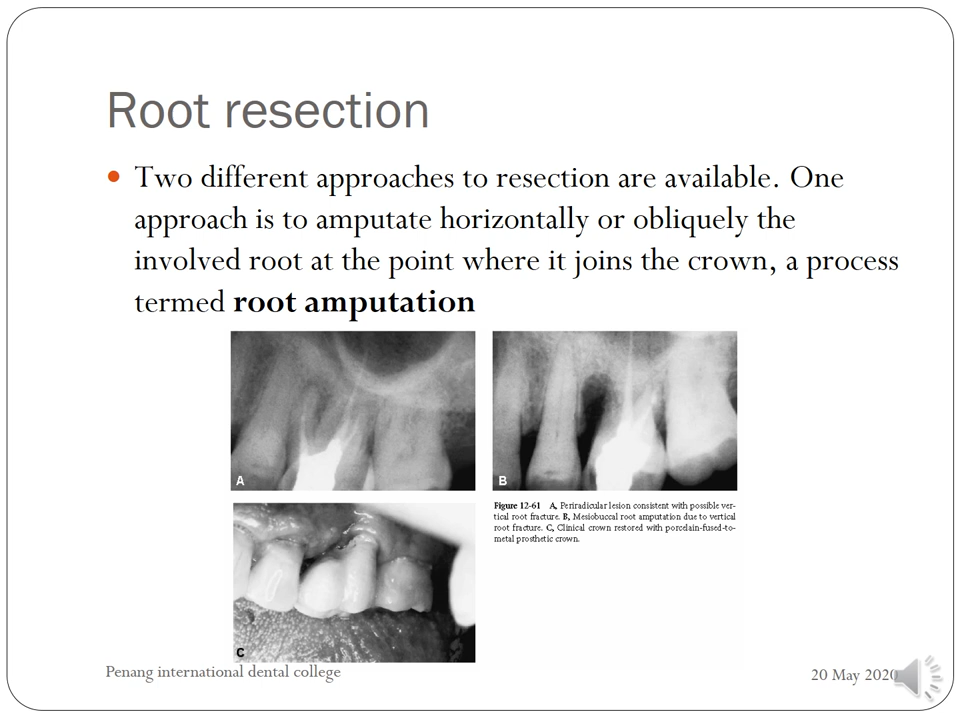 Root resection
Two different approaches to resection are available. One
approach is to amputate horizontally or obliquely the
involved root at the point where it joins the crown, a process
termed root amputation
A
B
C
Figure 12-61 A, Periradicular lesion consistent with possible ver-
tical root fracture. B, Mesiobuccal root amputation due to vertical
root fracture. C, Clinical crown restored with porcelain-fused-to-
metal prosthetic crown.
Penang international dental college
20 May 2020